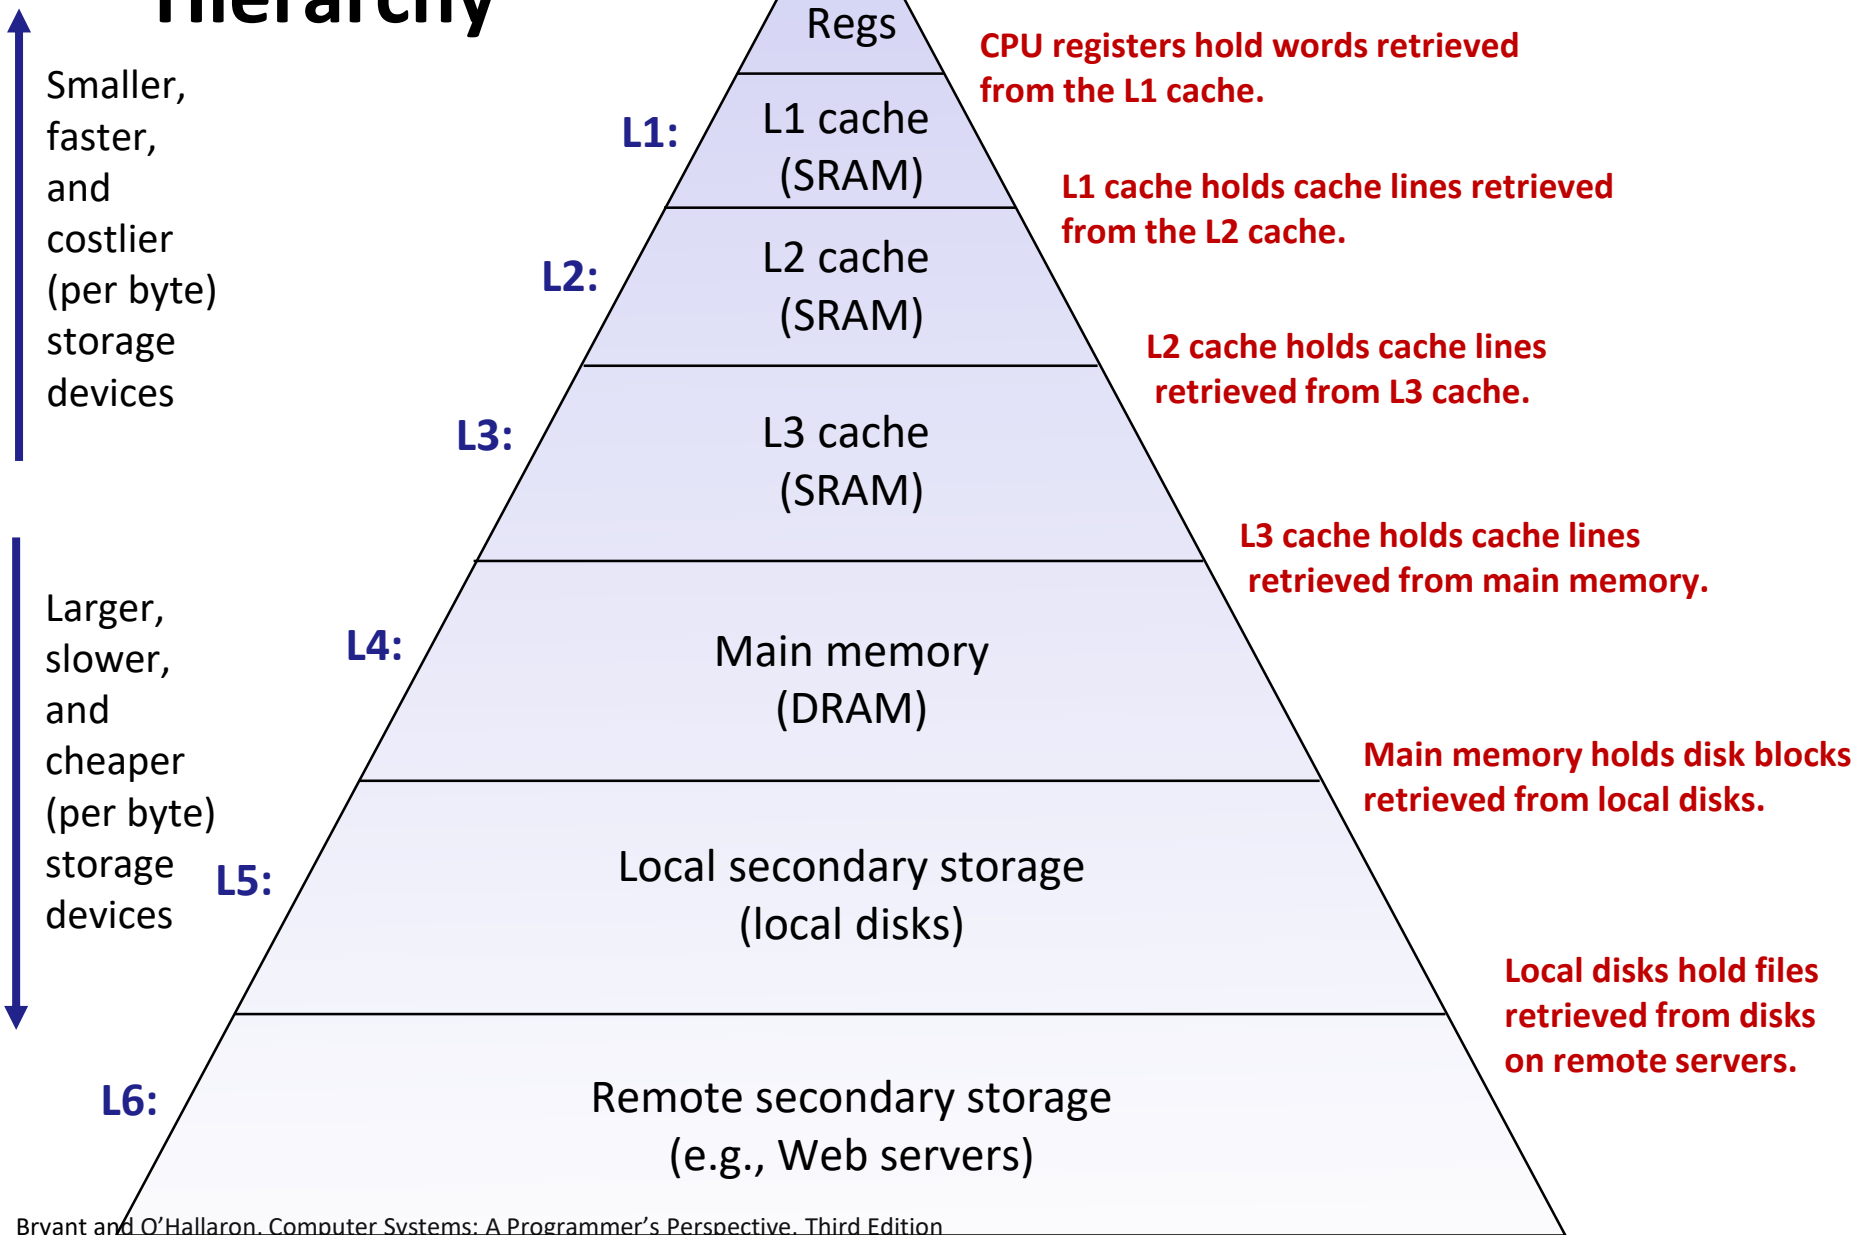 Hierarchy
Regs
CPU registers hold words retrieved
from the L1 cache.
Smaller,
faster,
and
costlier
(per byte)
storage
devices
L1:
L1 cache
(SRAM)
L1 cache holds cache lines retrieved
from the L2 cache.
L2:
L2 cache
(SRAM)
L2 cache holds cache lines
retrieved from L3 cache.
L3:
L3 cache
(SRAM)
L3 cache holds cache lines
retrieved from main memory.
Larger,
slower,
and
cheaper
(per byte)
storage
devices
L4:
Main memory
(DRAM)
Main memory holds disk blocks
retrieved from local disks.
L5:
Local secondary storage
(local disks)
Local disks hold files
retrieved from disks
on remote servers.
L6:
Remote secondary storage
(e.g., Web servers)
Bryant and O'Hallaron, Computer Systems: A Programmer's Perspective, Third Edition